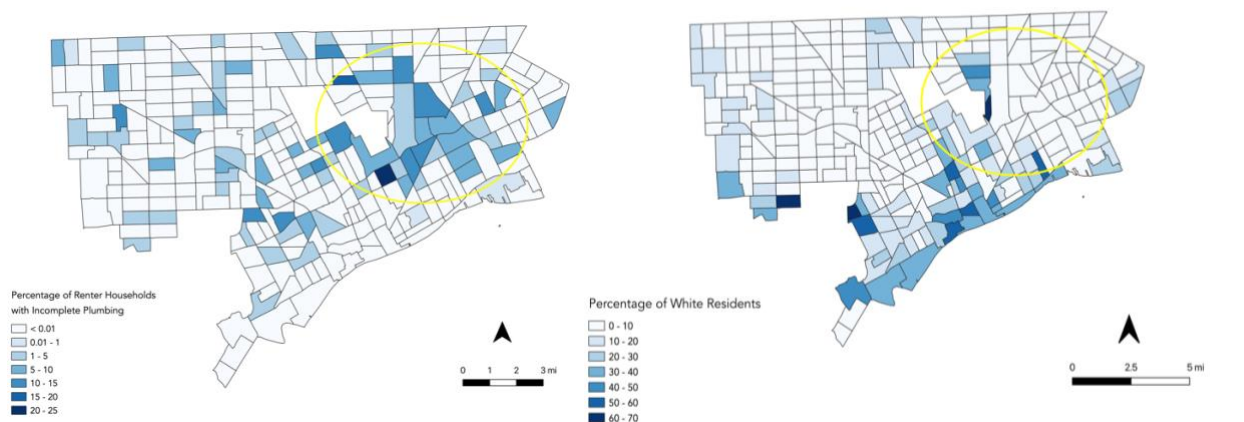 Percentage of Renter Households
with Incomplete Plumbing
< 0.01
0.01 - 1
1 - 5
5 - 10
10 - 15
15 - 20
20 - 25
0 1 2 3 mi
Percentage of White Residents
0 - 10
10 - 20
20 - 30
30 - 40
40 - 50
50 - 60
60 - 70
0 2.5 5 mi